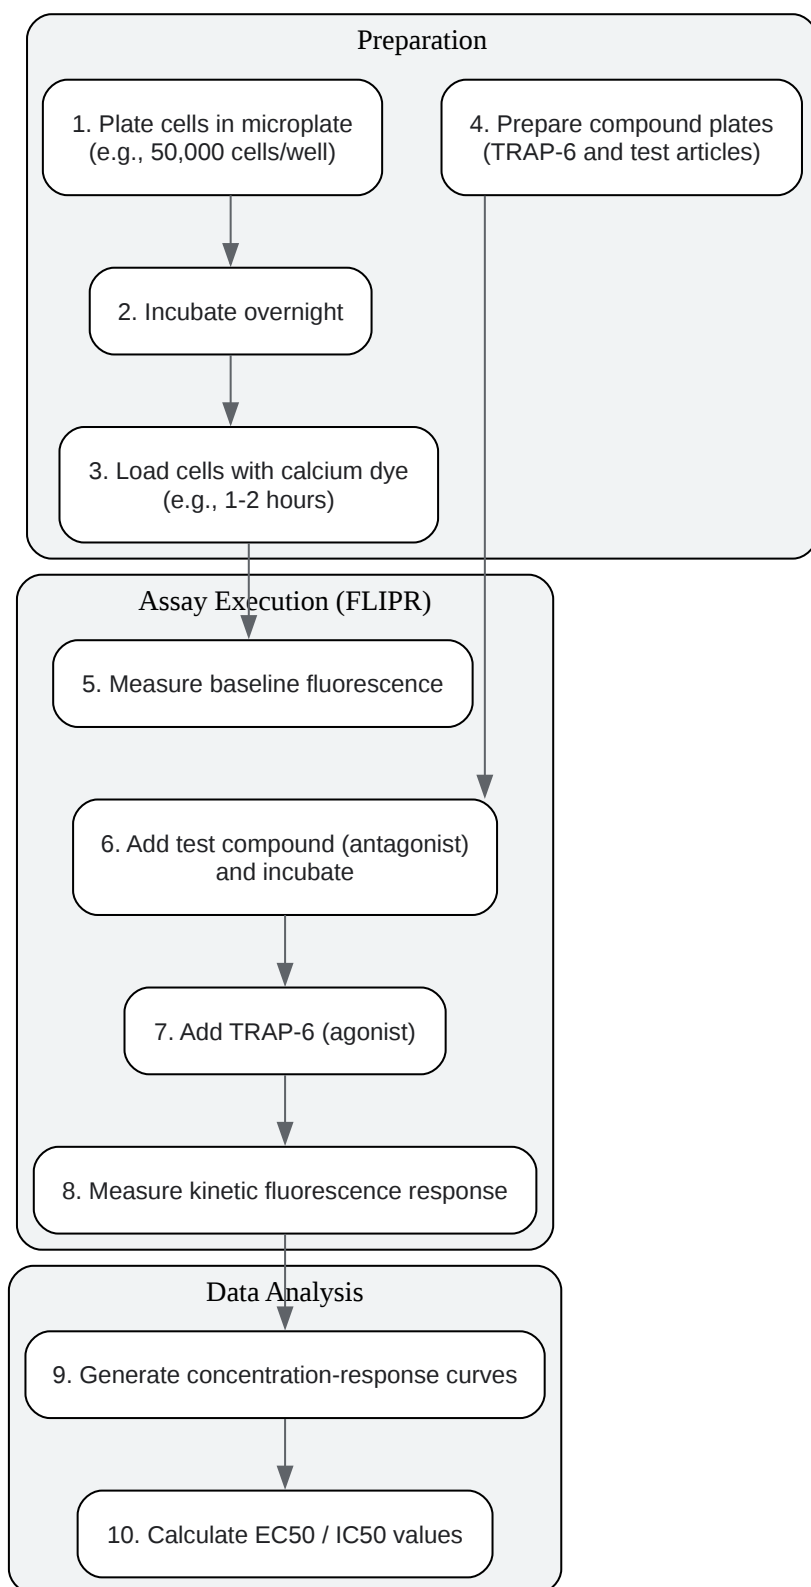 Preparation
1. Plate cells in microplate
(e.g., 50,000 cells/well)
4. Prepare compound plates
(TRAP-6 and test articles)
2. Incubate overnight
3. Load cells with calcium dye
(e.g., 1-2 hours)
Assay Execution (FLIPR)
5. Measure baseline fluorescence
6. Add test compound (antagonist)
and incubate
7. Add TRAP-6 (agonist)
8. Measure kinetic fluorescence response
Data Analysis
9. Generate concentration-response curves
10. Calculate EC50 / IC50 values